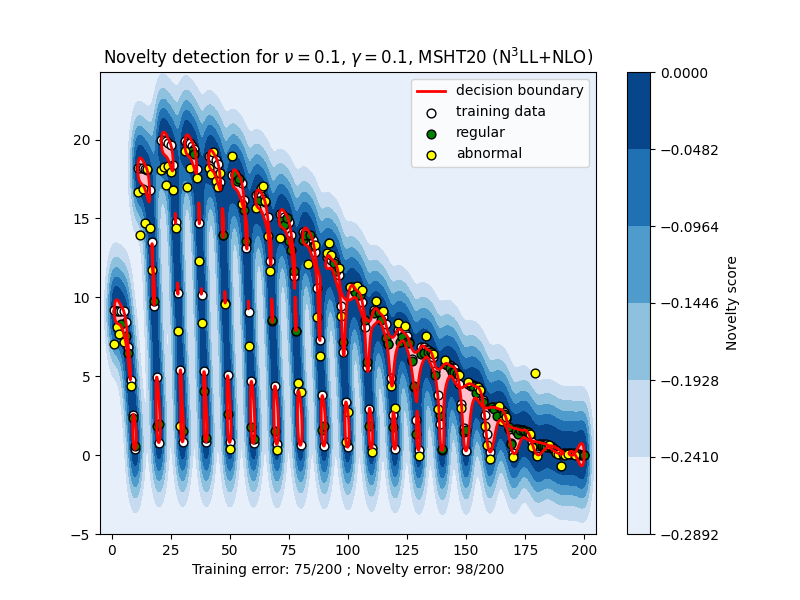 Novelty detection for ν = 0.1, γ = 0.1, MSHT20 (N³LL+NLO)
decision boundary
training data
regular
abnormal
20
15
10
5
0
−5
0 25 50 75 100 125 150 175 200
Training error: 75/200 ; Novelty error: 98/200
0.0000
−0.0482
−0.0964
−0.1446
−0.1928
−0.2410
−0.2892
Novelty score